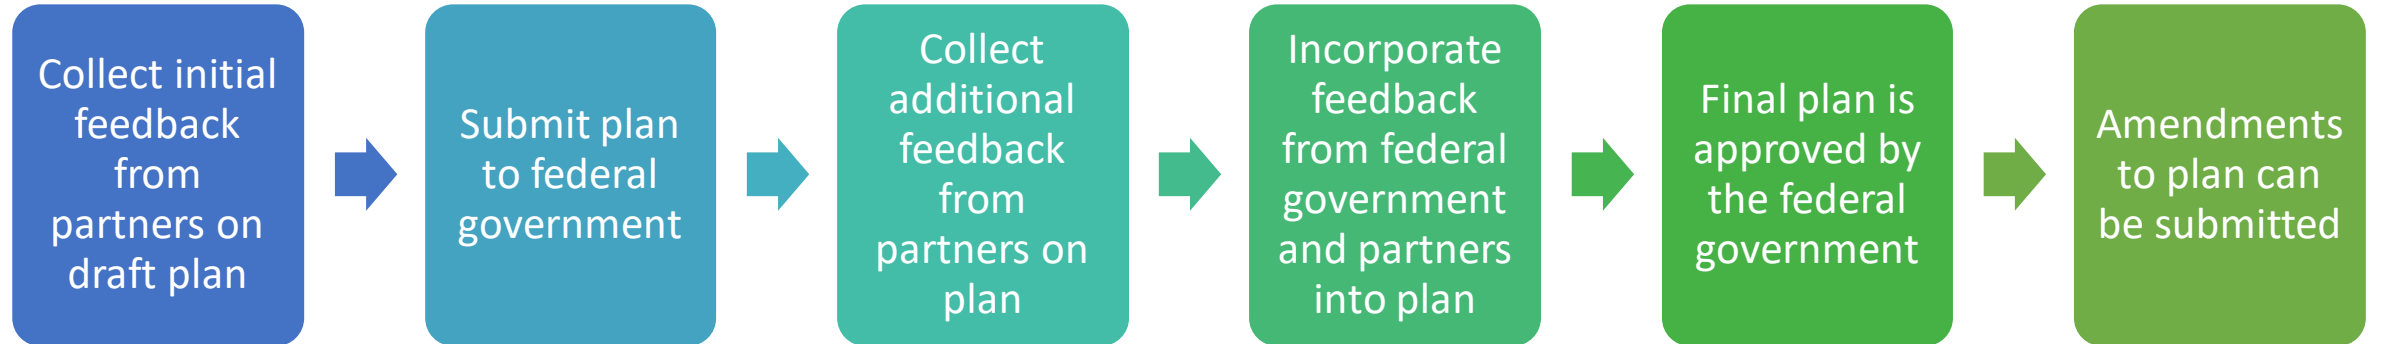 Collect initial
feedback
from
partners on
draft plan
Submit plan
to federal
government
Collect
additional
feedback
from
partners on
plan
Incorporate
feedback
from federal
government
and partners
into plan
Final plan is
approved by
the federal
government
Amendments
to plan can
be submitted